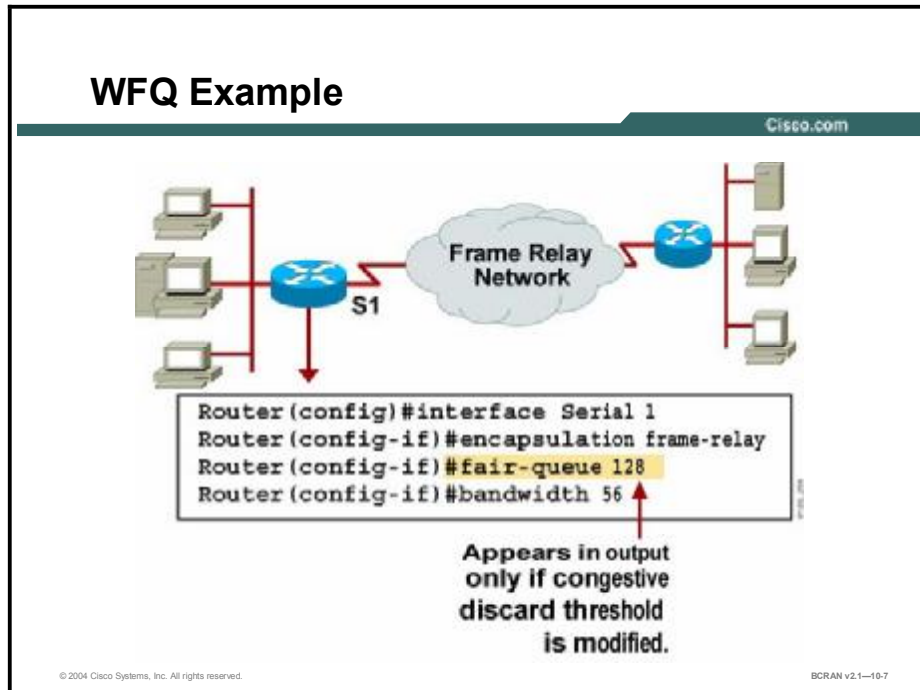 WFQ Example
Cisco.com
Frame Relay
Network
S1
Router(config)#interface Serial 1
Router(config-if)#encapsulation frame-relay
Router(config-if)#fair-queue 128
Router(config-if)#bandwidth 56
Appears in output
only if congestive
discard threshold
is modified.
© 2004 Cisco Systems, Inc. All rights reserved.
BCRAN v2.1—10-7